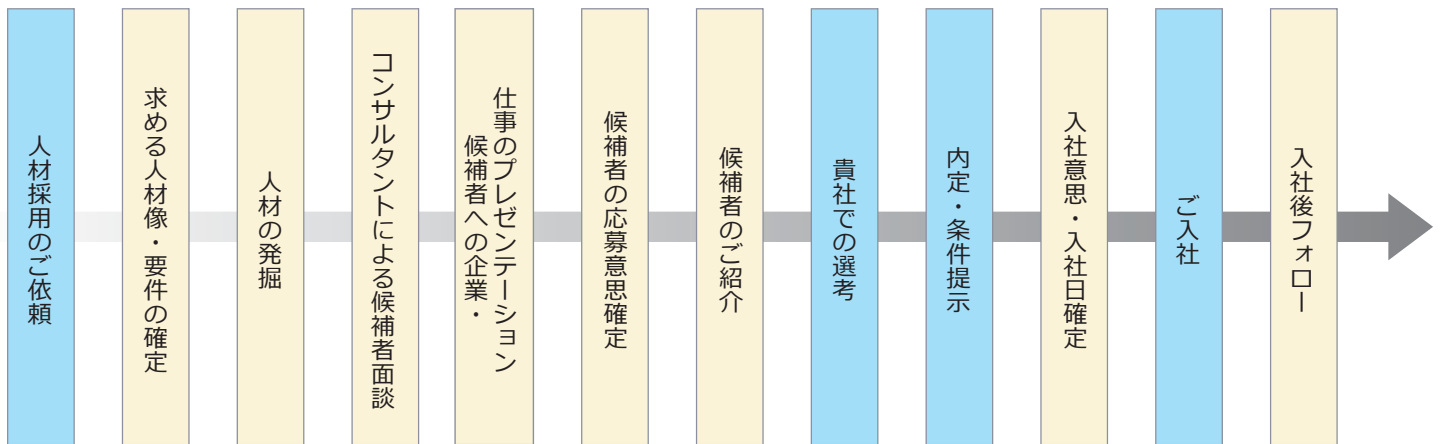 人材採用のご依頼
求める人材像・要件の確定
人材の発掘
コンサルタントによる候補者面談
仕事のプレゼンテーション
候補者への企業・
候補者の応募意思確定
候補者のご紹介
貴社での選考
内定・条件提示
入社意思・入社日確定
ご入社
入社後フォロー